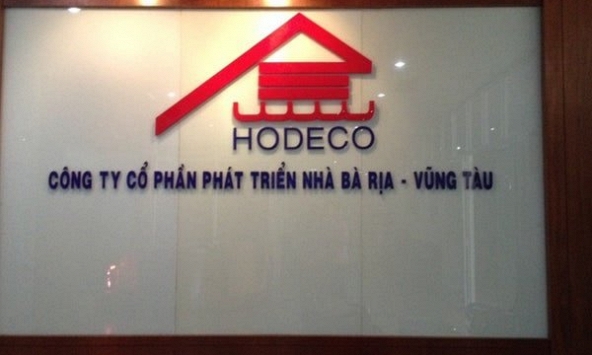 HODECO
CÔNG TY CỔ PHẦN PHÁT TRIỂN NHÀ BÀ RỊA - VŨNG TÀU